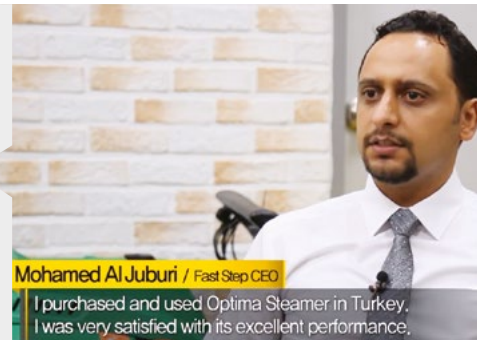 Mohamed Al Juburi / Fast Step CEO
I purchased and used Optima Steamer in Turkey.
I was very satisfied with its excellent performance,